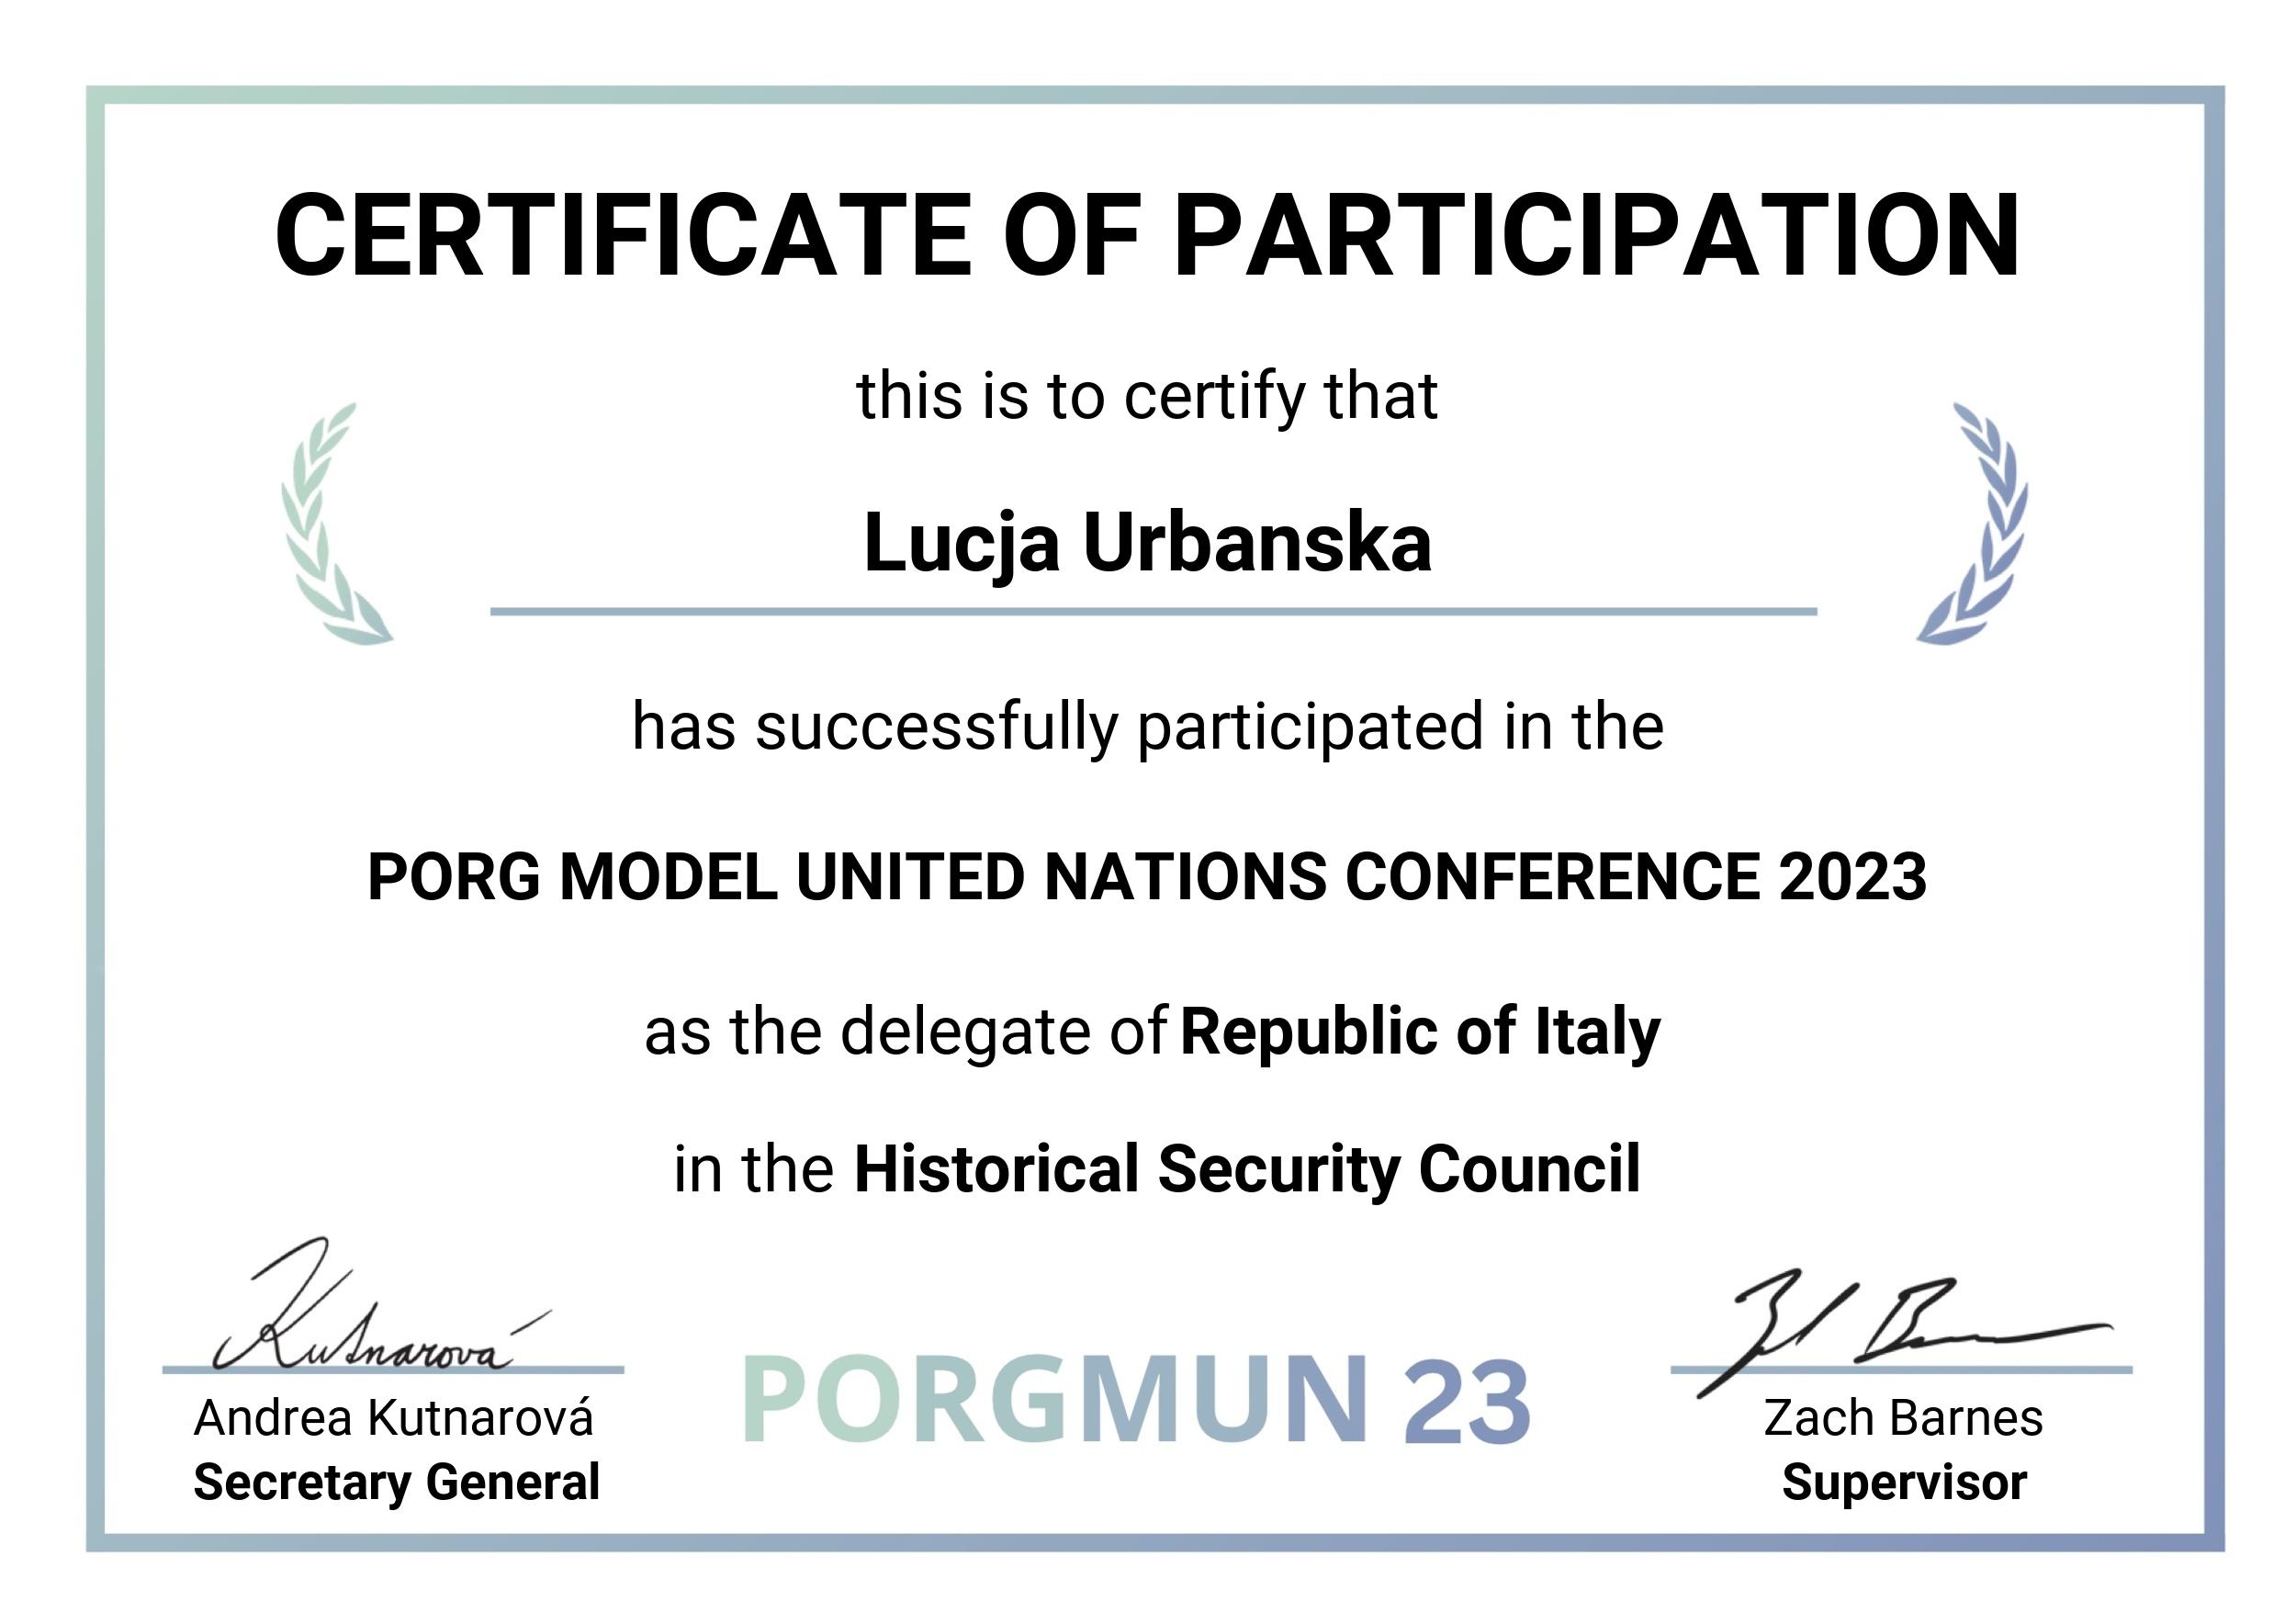 CERTIFICATE OF PARTICIPATION
this is to certify that
Lucja Urbanska
has successfully participated in the
PORG MODEL UNITED NATIONS CONFERENCE 2023
as the delegate of Republic of Italy
in the Historical Security Council
Kutnarová
Andrea Kutnarová
Secretary General
PORGMUN 23
Zach Barnes
Supervisor